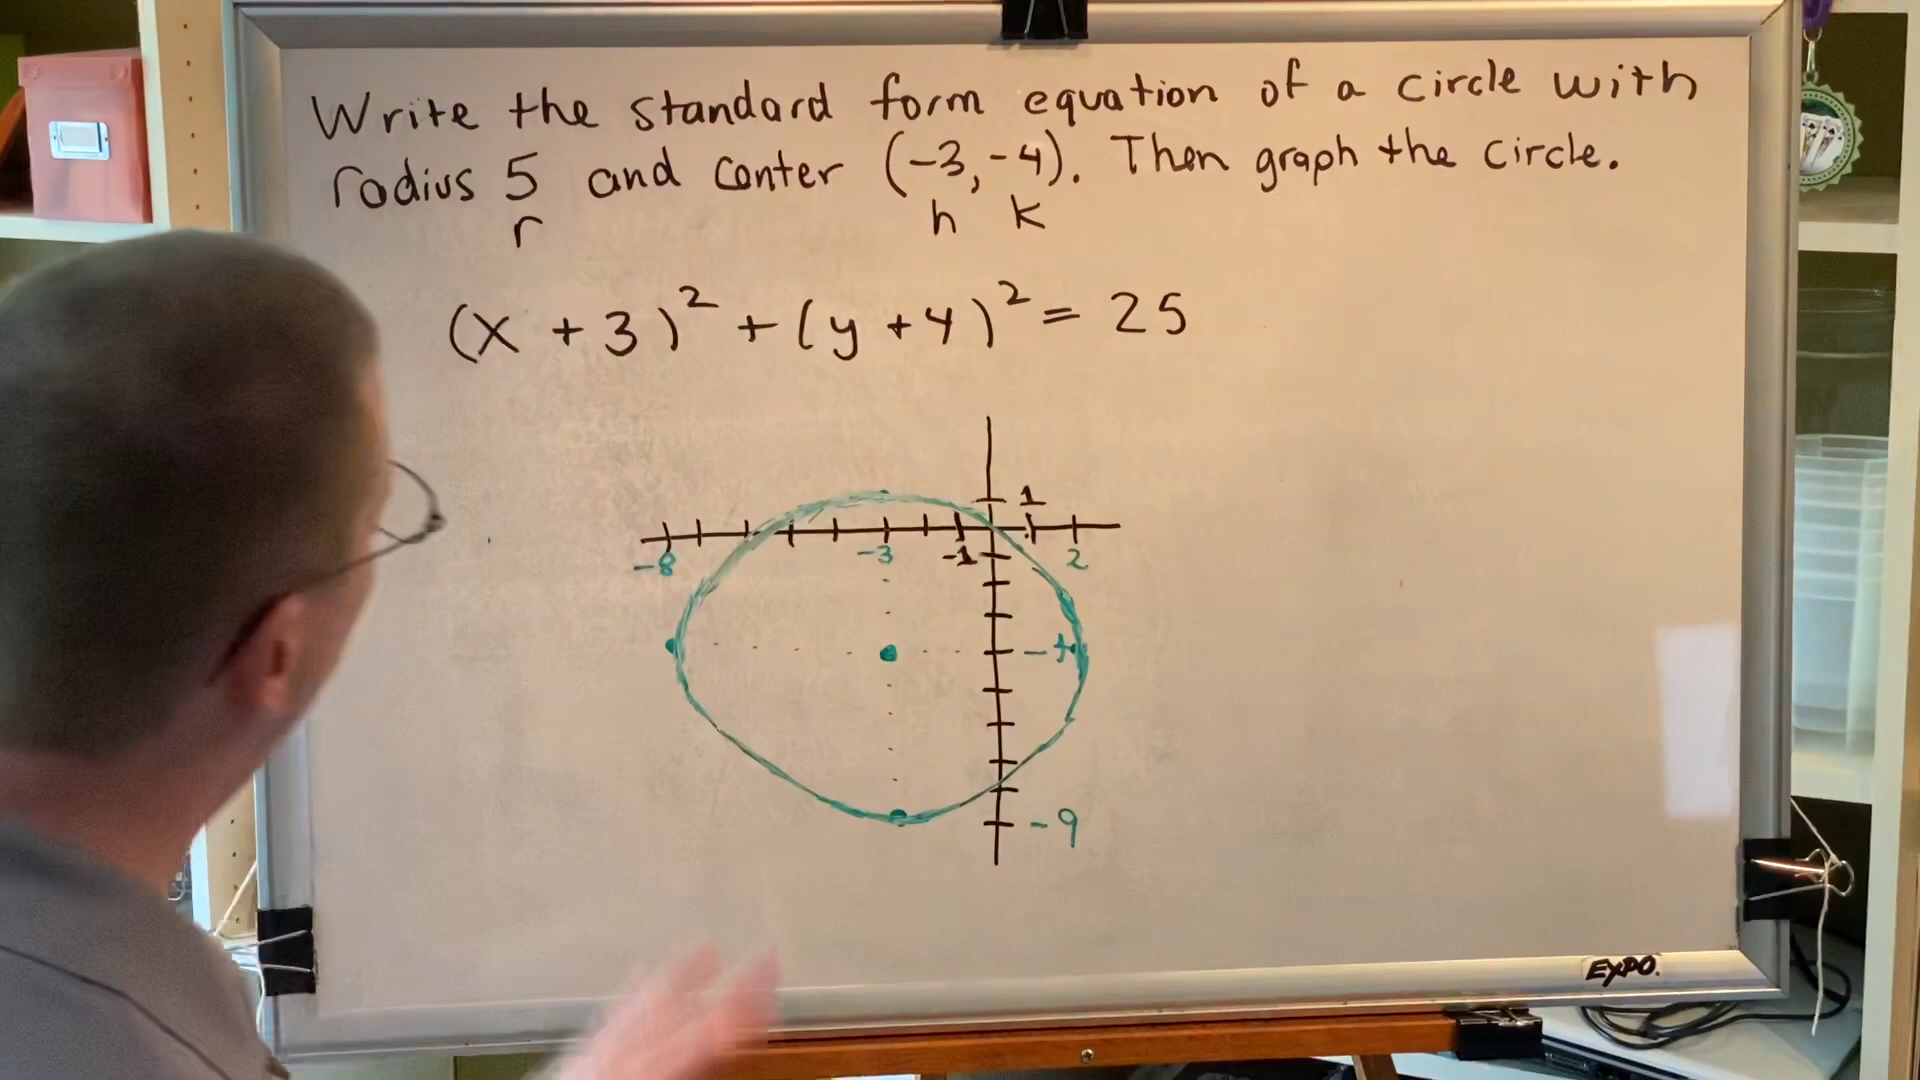 Write the standard form equation of a circle with
radius 5 and center (-3, -4). Then graph the circle.
r h k
(x + 3)² + (y + 4)² = 25
1
-8 -3 -1 2
-9
EXPO.